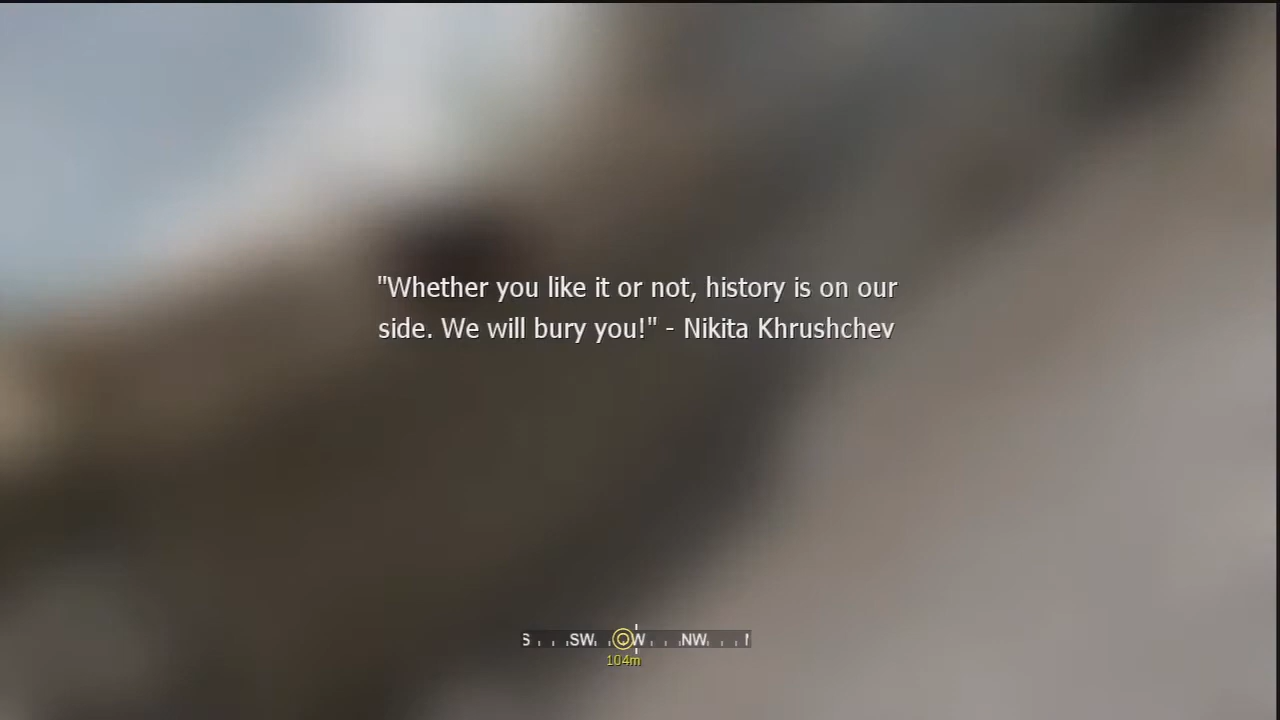 "Whether you like it or not, history is on our
side. We will bury you!" - Nikita Khrushchev
S SW W NW
104m